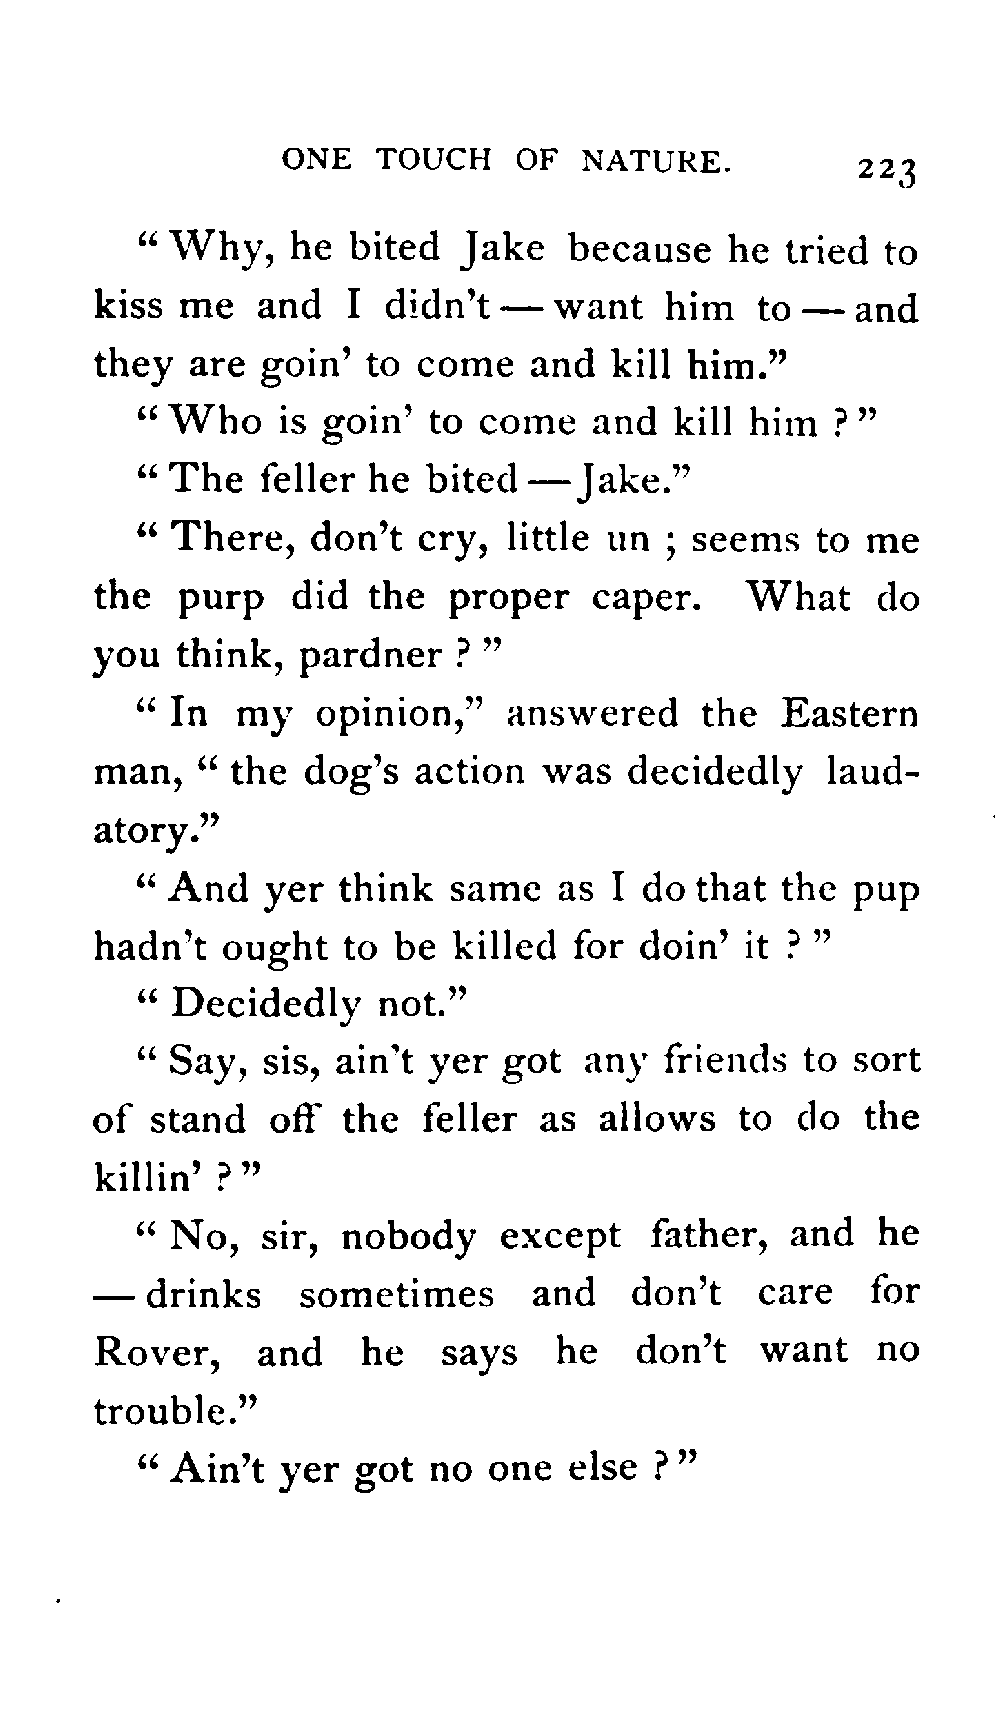 ONE TOUCH OF NATURE. 223
“ Why, he bited Jake because he tried to
kiss me and I didn’t — want him to — and
they are goin’ to come and kill him.”
“ Who is goin’ to come and kill him ? ”
“ The feller he bited — Jake.”
“ There, don’t cry, little un ; seems to me
the purp did the proper caper. What do
you think, pardner ? ”
“ In my opinion,” answered the Eastern
man, “ the dog’s action was decidedly laud-
atory.”
“ And yer think same as I do that the pup
hadn’t ought to be killed for doin’ it ? ”
“ Decidedly not.”
“ Say, sis, ain’t yer got any friends to sort
of stand off the feller as allows to do the
killin’ ? ”
“ No, sir, nobody except father, and he
— drinks sometimes and don’t care for
Rover, and he says he don’t want no
trouble.”
“ Ain’t yer got no one else ? ”